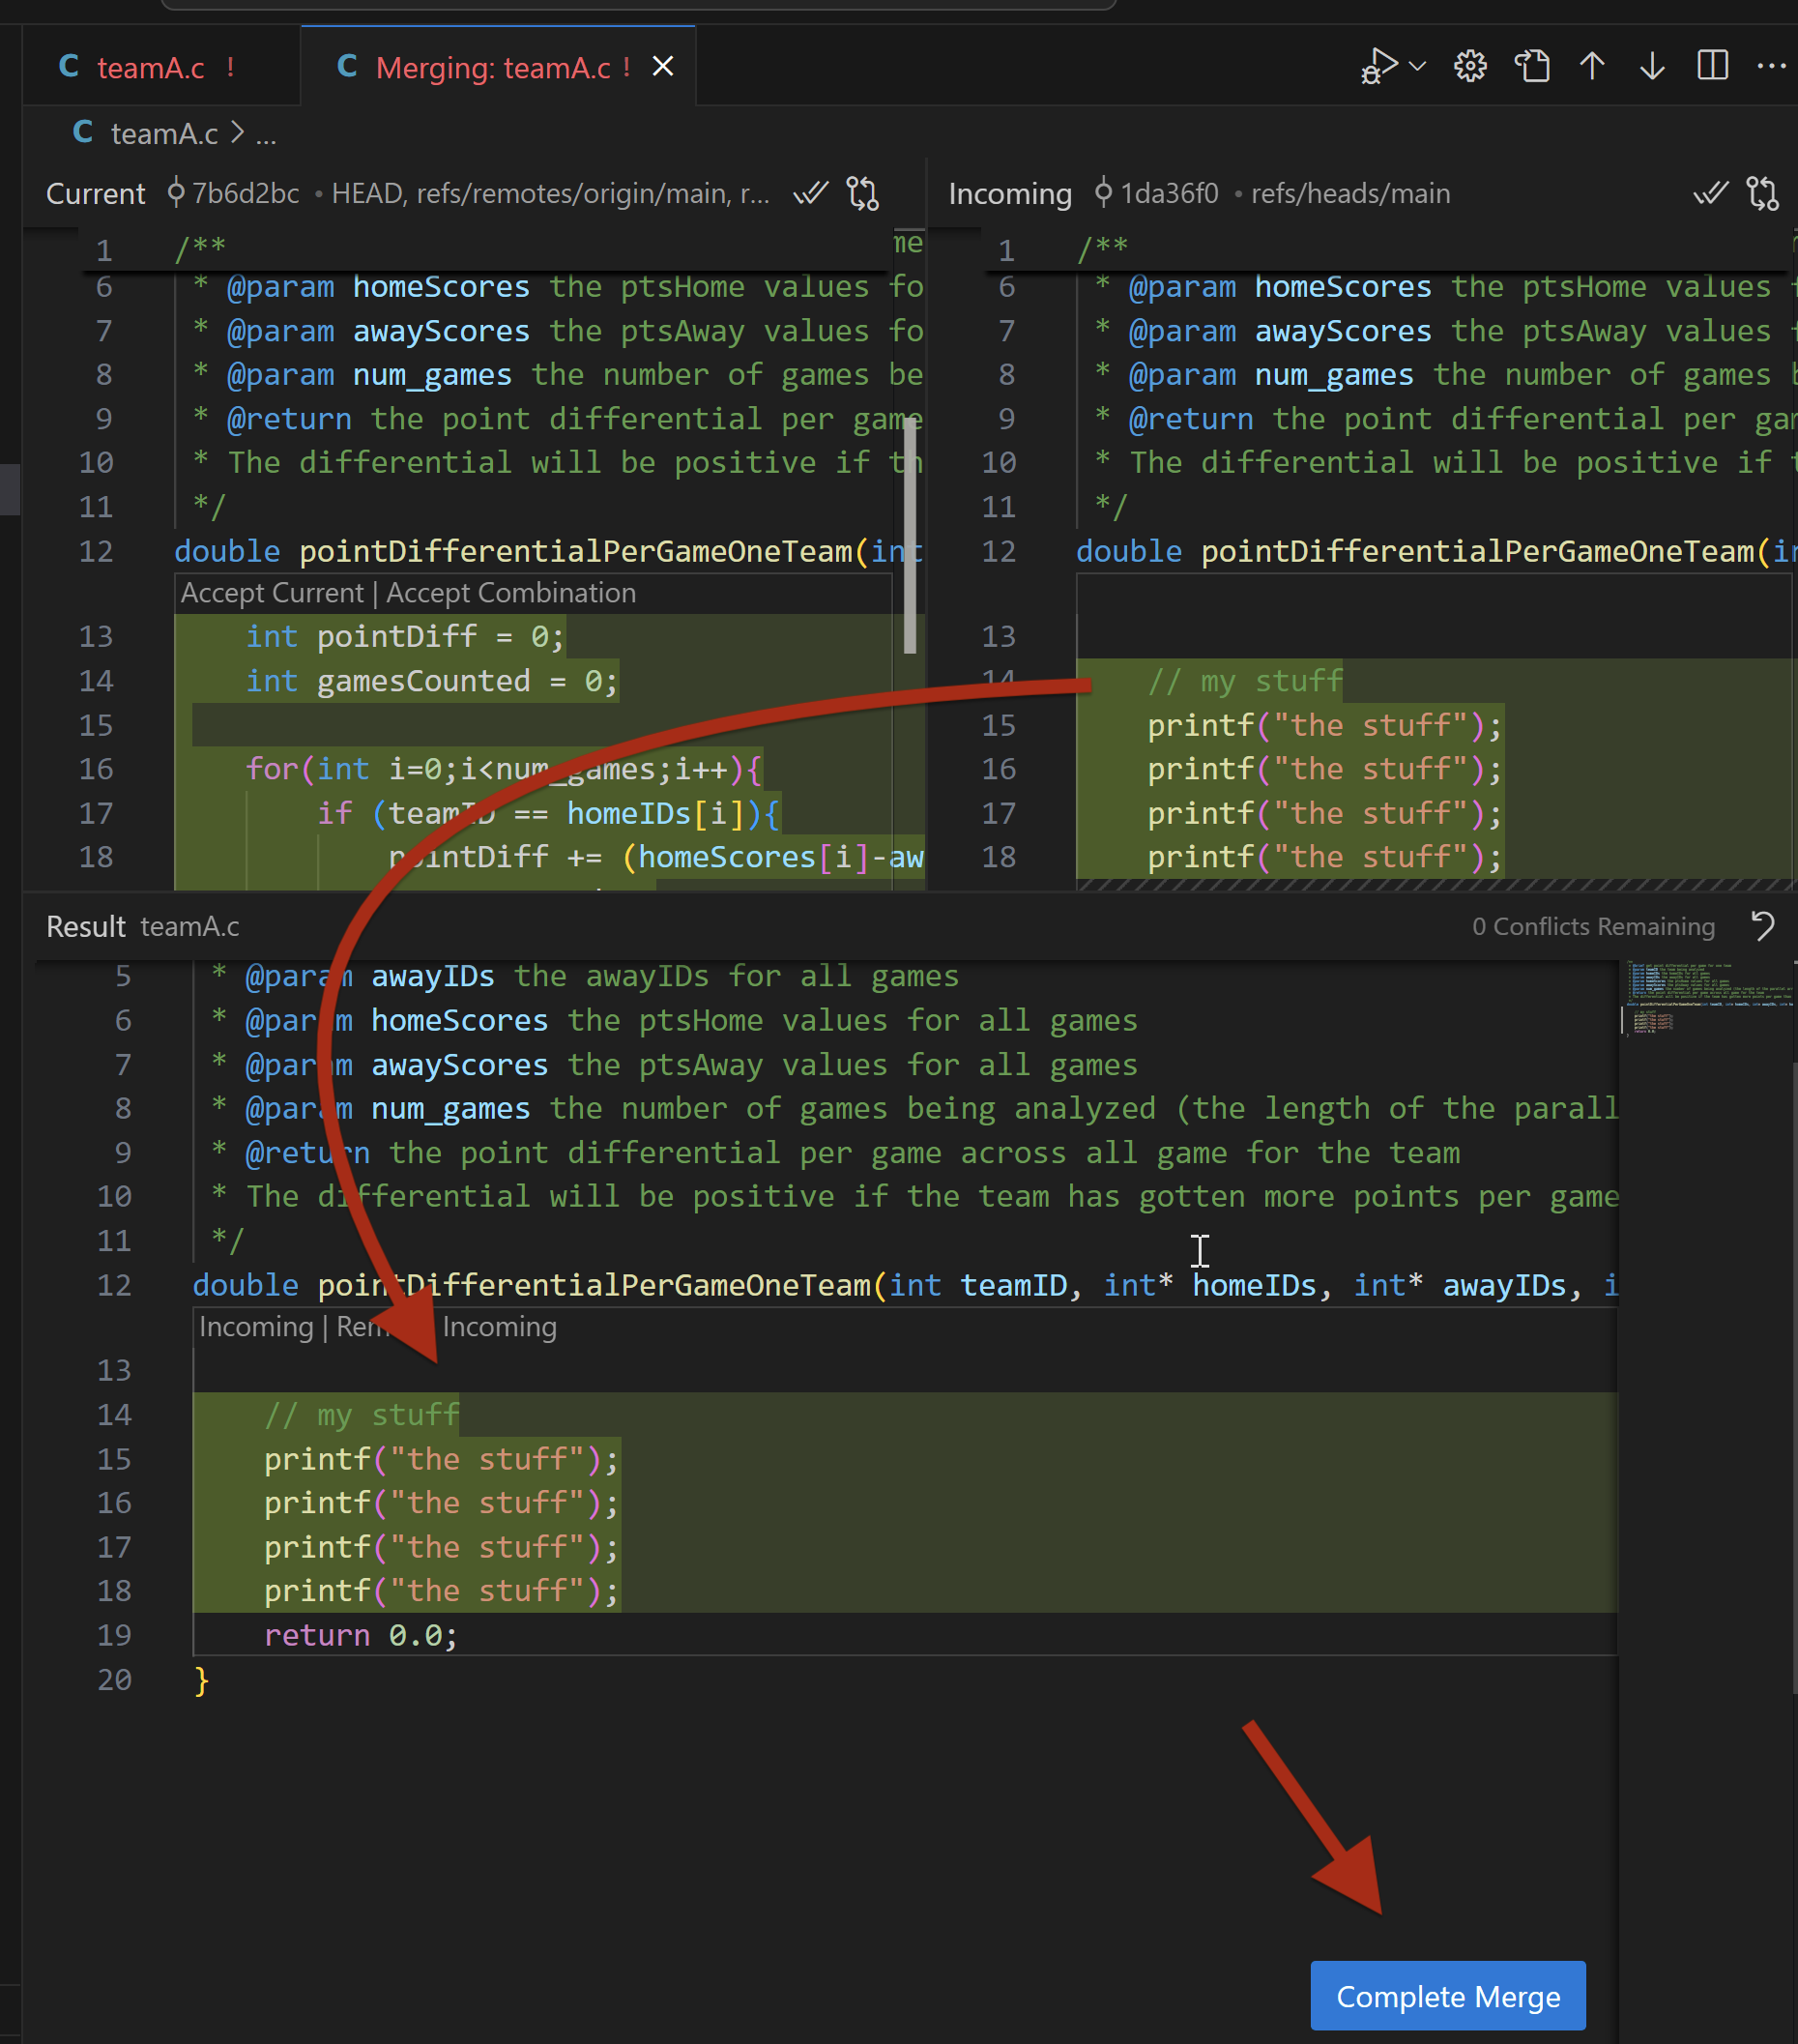 C teamA.c !
C Merging: teamA.c ! ×
C teamA.c > ...
Current 7b6d2bc • HEAD, refs/remotes/origin/main, r...
1 /**
6 * @param homeScores the ptsHome values fo
7 * @param awayScores the ptsAway values fo
8 * @param num_games the number of games be
9 * @return the point differential per game
10 * The differential will be positive if th
11 */
12 double pointDifferentialPerGameOneTeam(int
Accept Current | Accept Combination
13 int pointDiff = 0;
14 int gamesCounted = 0;
15
16 for(int i=0;i<num_games;i++){
17 if (teamID == homeIDs[i]){
18 pointDiff += (homeScores[i]-aw
Incoming 1da36f0 • refs/heads/main
1 /**
6 * @param homeScores the ptsHome values
7 * @param awayScores the ptsAway values
8 * @param num_games the number of games
9 * @return the point differential per gam
10 * The differential will be positive if
11 */
12 double pointDifferentialPerGameOneTeam(in
13
14 // my stuff
15 printf("the stuff");
16 printf("the stuff");
17 printf("the stuff");
18 printf("the stuff");
Result teamA.c
0 Conflicts Remaining
5 * @param awayIDs the awayIDs for all games
6 * @param homeScores the ptsHome values for all games
7 * @param awayScores the ptsAway values for all games
8 * @param num_games the number of games being analyzed (the length of the parall
9 * @return the point differential per game across all game for the team
10 * The differential will be positive if the team has gotten more points per game
11 */
12 double pointDifferentialPerGameOneTeam(int teamID, int* homeIDs, int* awayIDs, i
Incoming | Remove Incoming
13
14 // my stuff
15 printf("the stuff");
16 printf("the stuff");
17 printf("the stuff");
18 printf("the stuff");
19 return 0.0;
20 }
Complete Merge